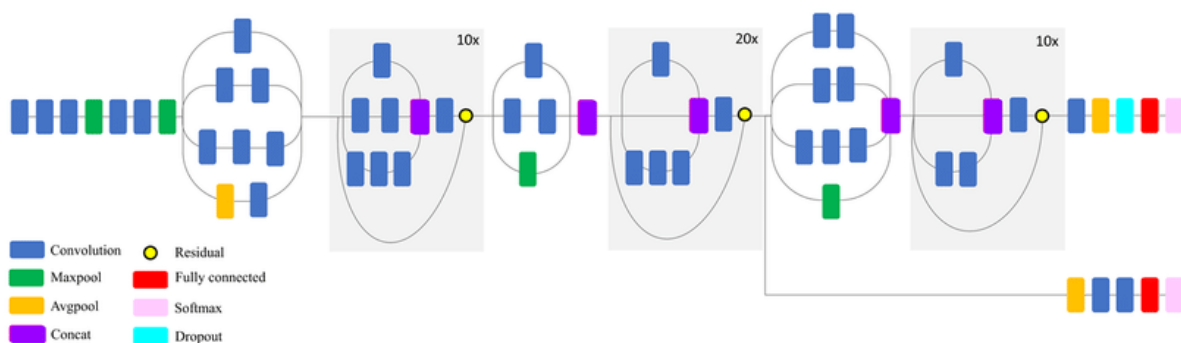 10x
20x
10x
Convolution
Residual
Maxpool
Fully connected
Avgpool
Softmax
Concat
Dropout